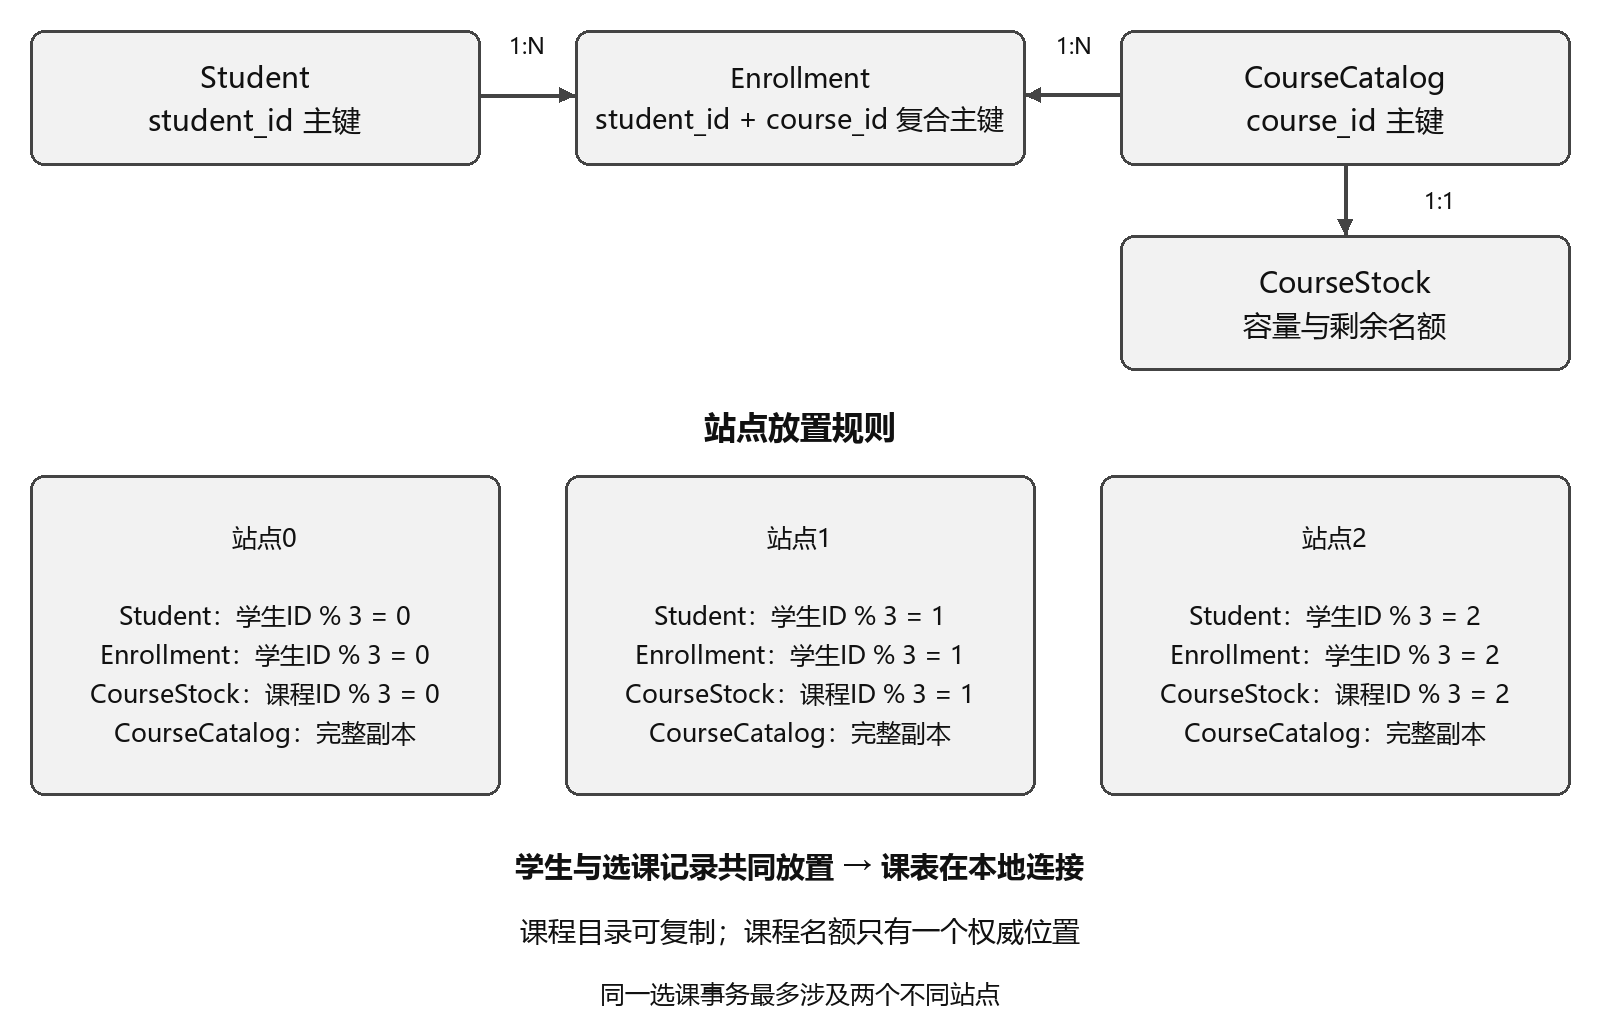 Student
student_id 主键
1:N
Enrollment
student_id + course_id 复合主键
1:N
CourseCatalog
course_id 主键
1:1
CourseStock
容量与剩余名额
站点放置规则
站点0
Student：学生ID % 3 = 0
Enrollment：学生ID % 3 = 0
CourseStock：课程ID % 3 = 0
CourseCatalog：完整副本
站点1
Student：学生ID % 3 = 1
Enrollment：学生ID % 3 = 1
CourseStock：课程ID % 3 = 1
CourseCatalog：完整副本
站点2
Student：学生ID % 3 = 2
Enrollment：学生ID % 3 = 2
CourseStock：课程ID % 3 = 2
CourseCatalog：完整副本
学生与选课记录共同放置 → 课表在本地连接
课程目录可复制；课程名额只有一个权威位置
同一选课事务最多涉及两个不同站点